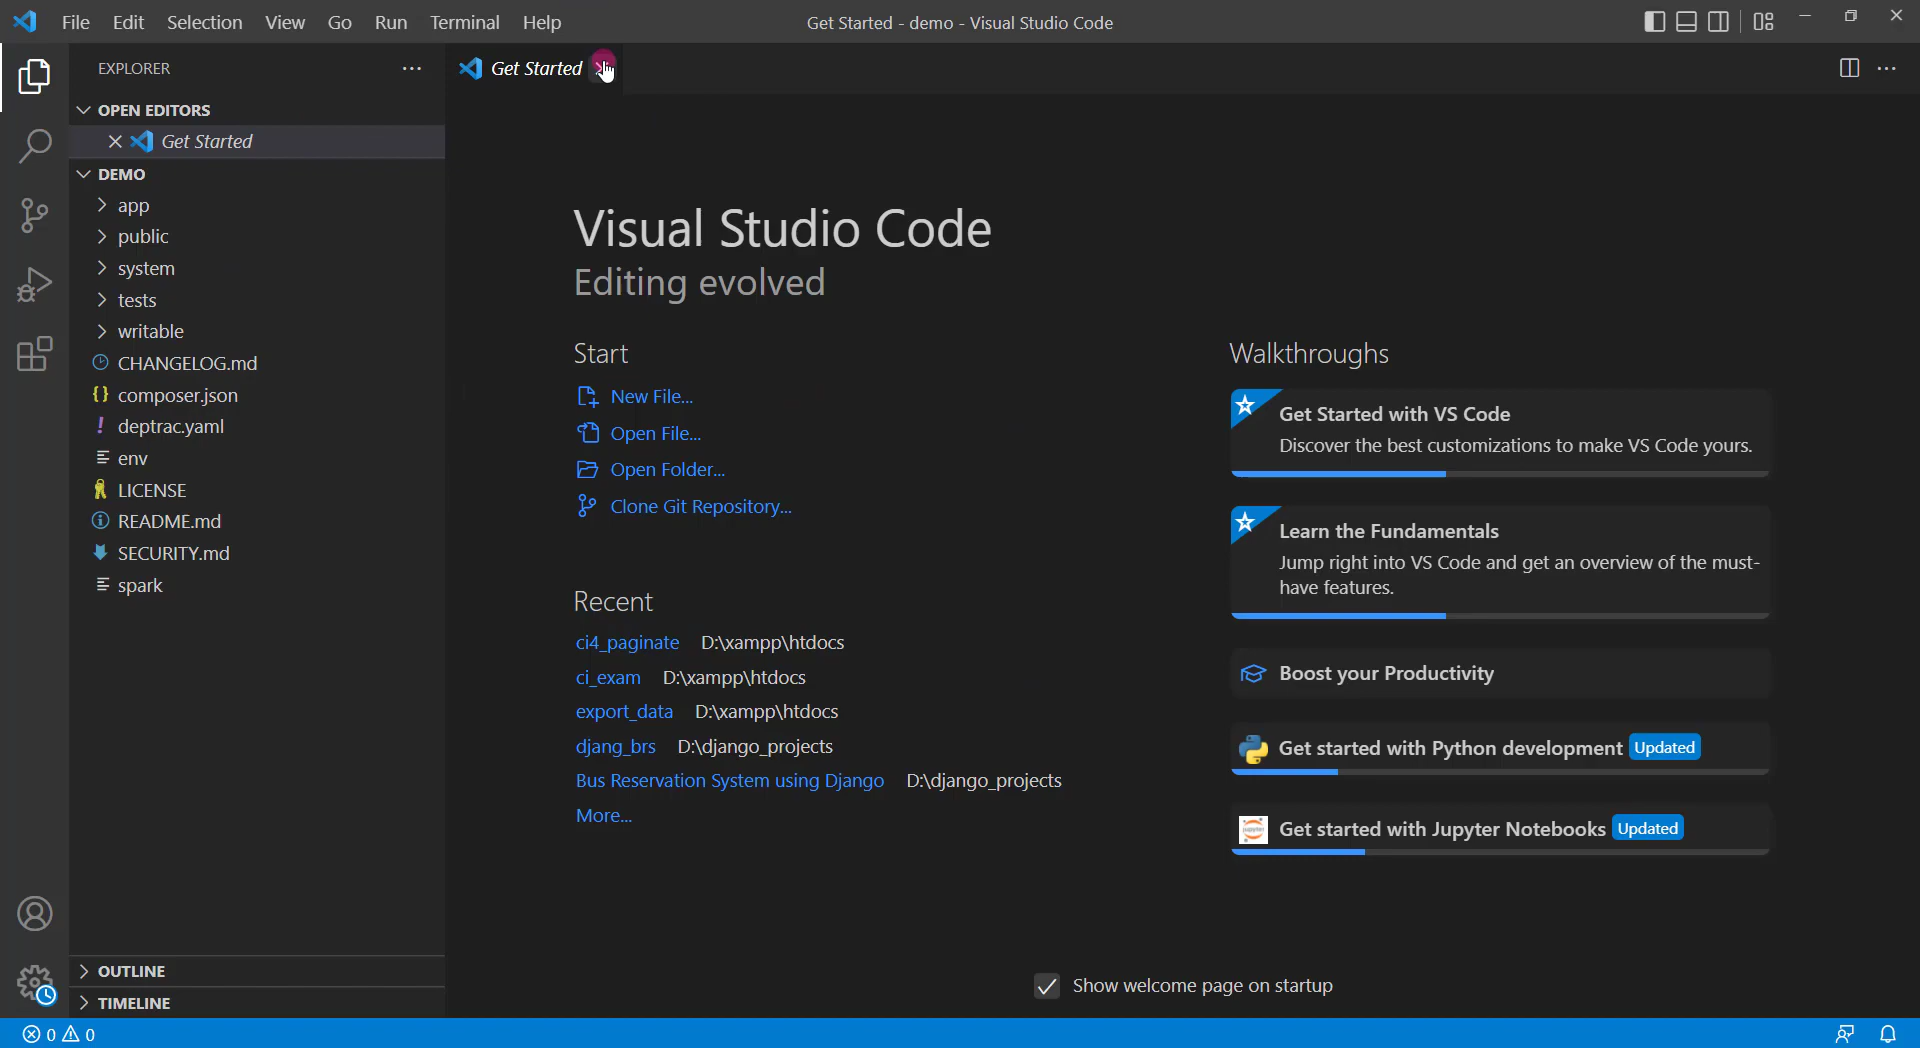 File Edit Selection View Go Run Terminal Help
Get Started - demo - Visual Studio Code
EXPLORER
Get Started
OPEN EDITORS
Get Started
DEMO
app
public
system
tests
writable
CHANGELOG.md
composer.json
deptrac.yaml
env
LICENSE
README.md
SECURITY.md
spark
OUTLINE
TIMELINE
Visual Studio Code
Editing evolved
Start
New File...
Open File...
Open Folder...
Clone Git Repository...
Recent
ci4_paginate D:\xampp\htdocs
ci_exam D:\xampp\htdocs
export_data D:\xampp\htdocs
djang_brs D:\django_projects
Bus Reservation System using Django D:\django_projects
More...
Walkthroughs
Get Started with VS Code
Discover the best customizations to make VS Code yours.
Learn the Fundamentals
Jump right into VS Code and get an overview of the must-
have features.
Boost your Productivity
Get started with Python development Updated
Get started with Jupyter Notebooks Updated
Show welcome page on startup
0 0